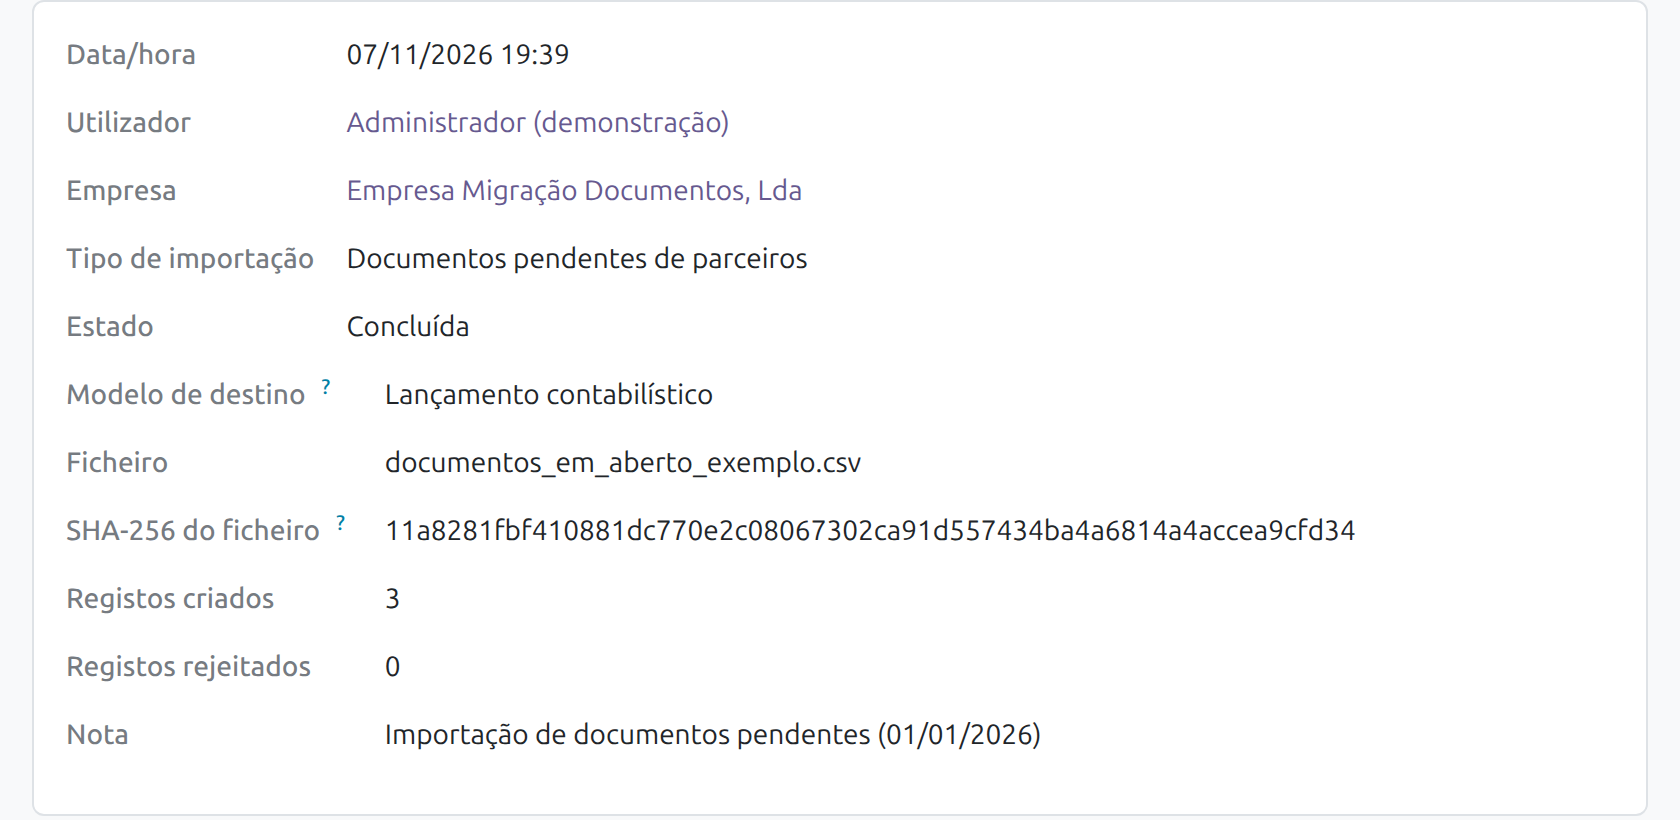 Data/hora 07/11/2026 19:39
Utilizador Administrador (demonstração)
Empresa Empresa Migração Documentos, Lda
Tipo de importação Documentos pendentes de parceiros
Estado Concluída
Modelo de destino ? Lançamento contabilístico
Ficheiro documentos_em_aberto_exemplo.csv
SHA-256 do ficheiro ? 11a8281fbf410881dc770e2c08067302ca91d557434ba4a6814a4accea9cfd34
Registos criados 3
Registos rejeitados 0
Nota Importação de documentos pendentes (01/01/2026)